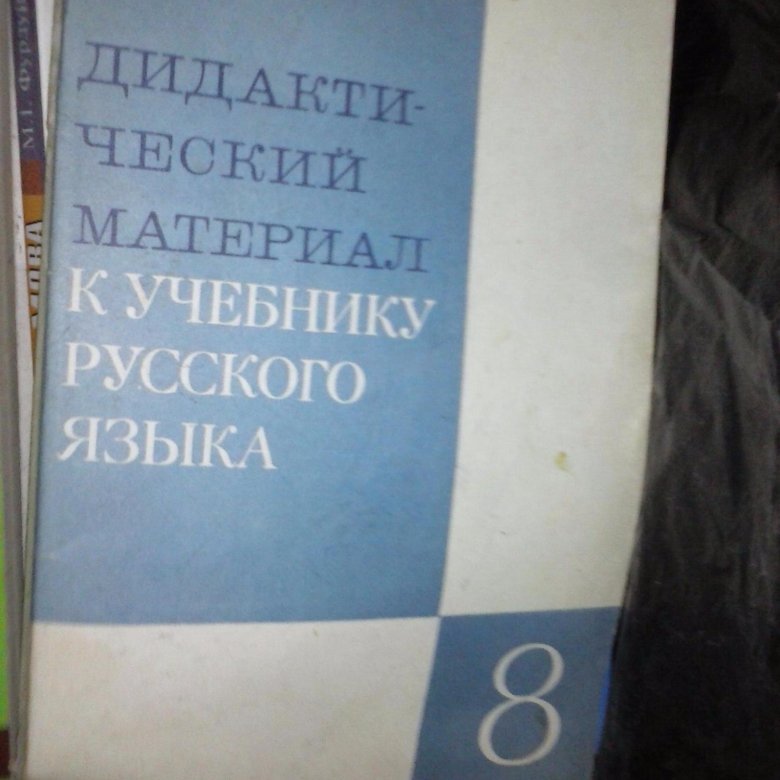 ДИДАКТИ-
ЧЕСКИЙ
МАТЕРИАЛ
К УЧЕБНИКУ
РУССКОГО
ЯЗЫКА
8